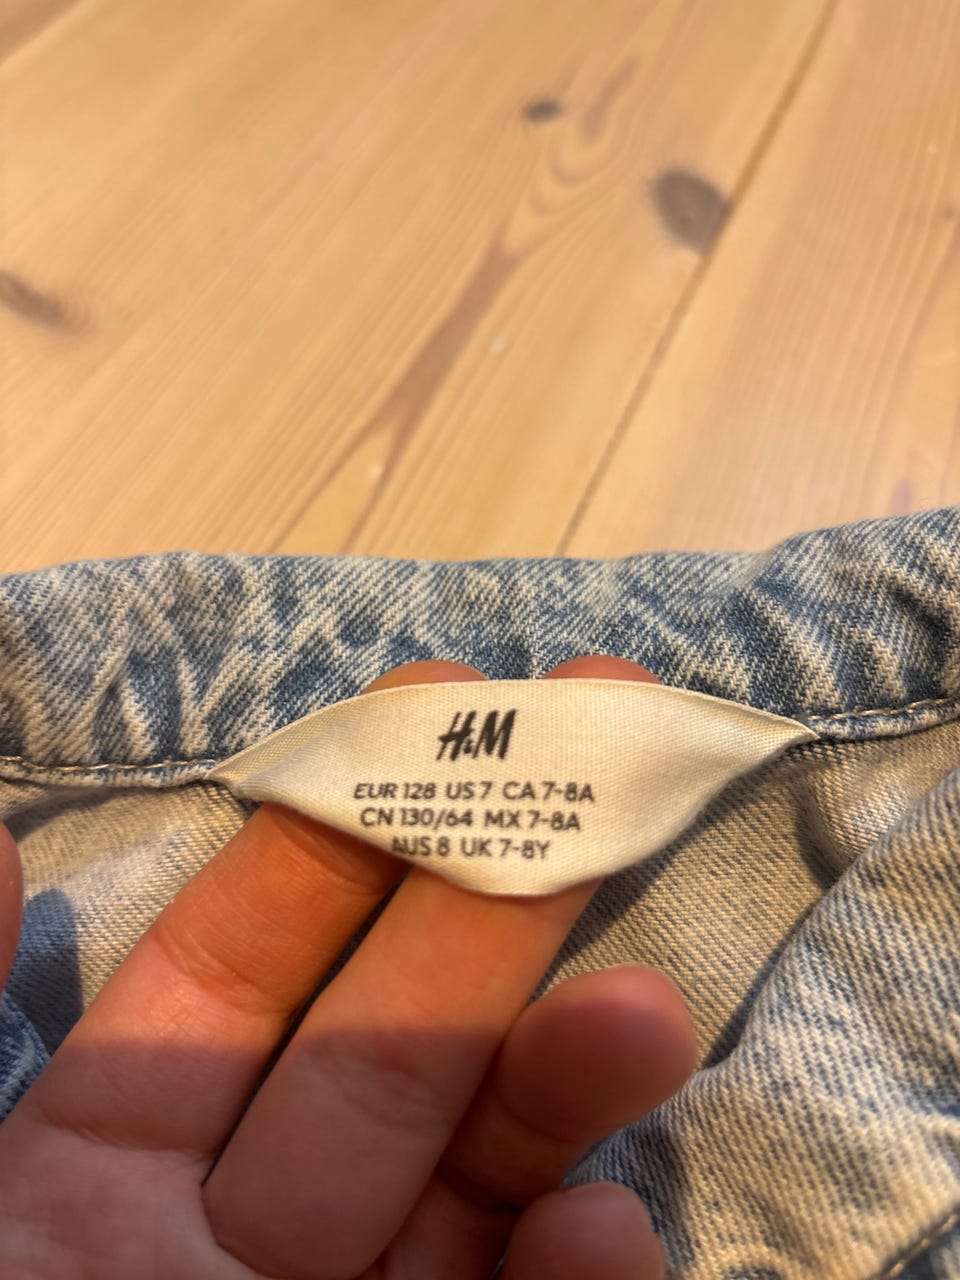 H&M
EUR 128 US 7 CA 7-8A
CN 130/64 MX 7-8A
AUS 8 UK 7-8Y